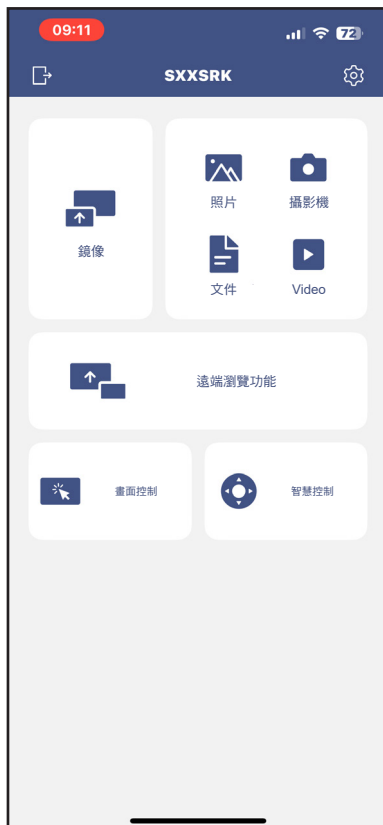 09:11
72
SXXSRK
鏡像
照片
攝影機
文件
Video
遠端瀏覽功能
畫面控制
智慧控制